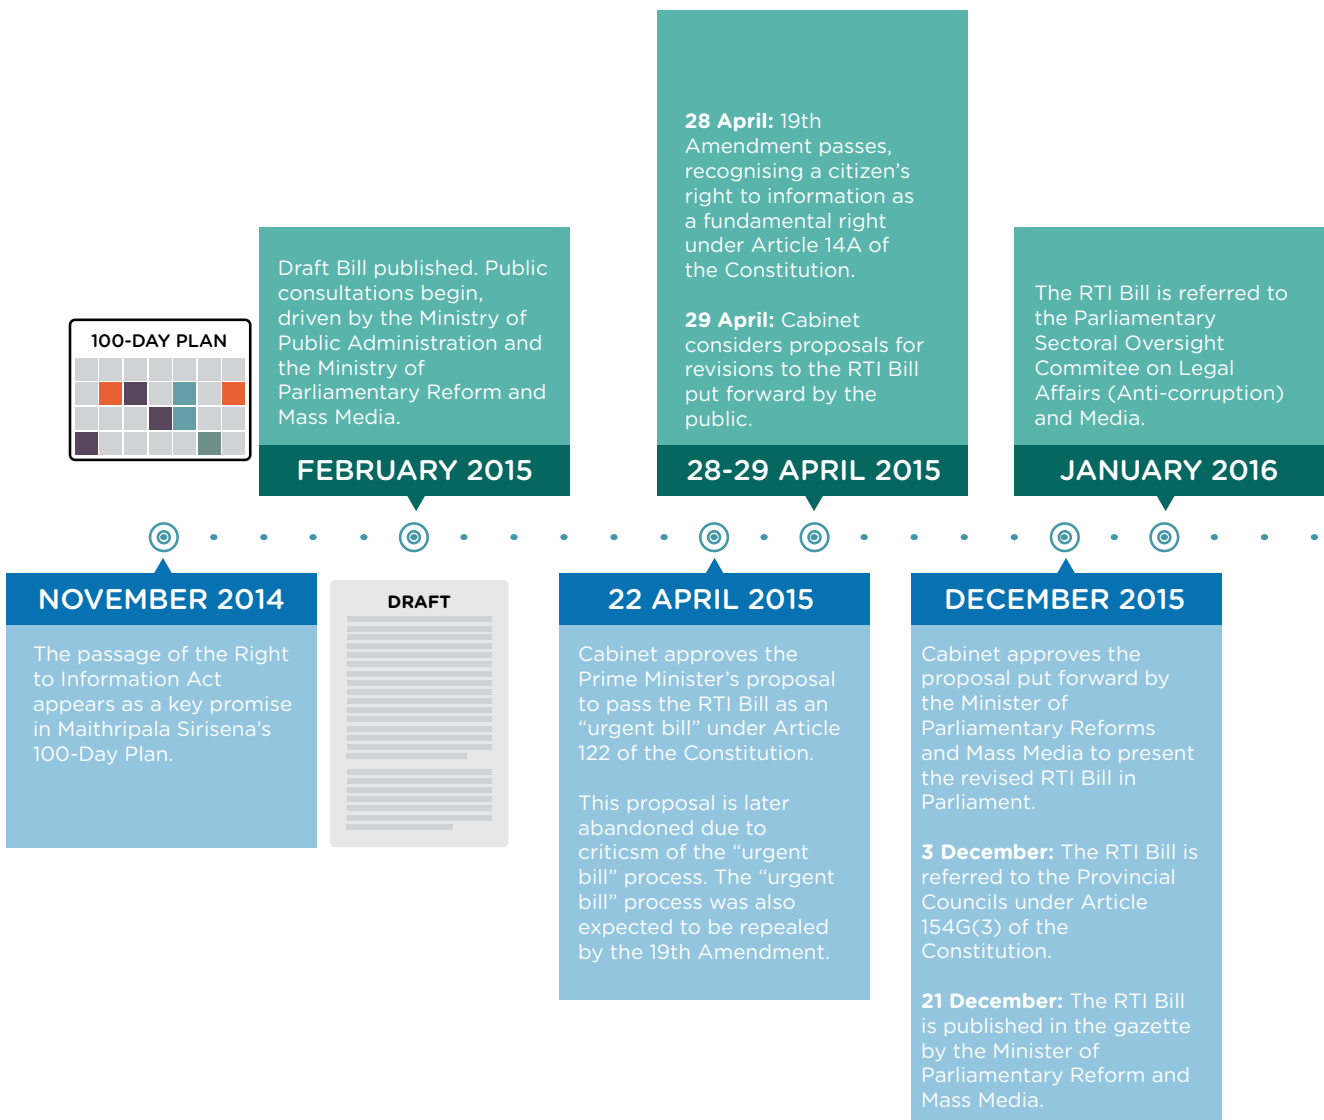 100-DAY PLAN
Draft Bill published. Public
consultations begin,
driven by the Ministry of
Public Administration and
the Ministry of
Parliamentary Reform and
Mass Media.
FEBRUARY 2015
28 April: 19th
Amendment passes,
recognising a citizen’s
right to information as
a fundamental right
under Article 14A of
the Constitution.
29 April: Cabinet
considers proposals for
revisions to the RTI Bill
put forward by the
public.
28-29 APRIL 2015
The RTI Bill is referred to
the Parliamentary
Sectoral Oversight
Commitee on Legal
Affairs (Anti-corruption)
and Media.
JANUARY 2016
NOVEMBER 2014
The passage of the Right
to Information Act
appears as a key promise
in Maithripala Sirisena’s
100-Day Plan.
DRAFT
22 APRIL 2015
Cabinet approves the
Prime Minister’s proposal
to pass the RTI Bill as an
“urgent bill” under Article
122 of the Constitution.
This proposal is later
abandoned due to
criticsm of the “urgent
bill” process. The “urgent
bill” process was also
expected to be repealed
by the 19th Amendment.
DECEMBER 2015
Cabinet approves the
proposal put forward by
the Minister of
Parliamentary Reforms
and Mass Media to present
the revised RTI Bill in
Parliament.
3 December: The RTI Bill is
referred to the Provincial
Councils under Article
154G(3) of the
Constitution.
21 December: The RTI Bill
is published in the gazette
by the Minister of
Parliamentary Reform and
Mass Media.